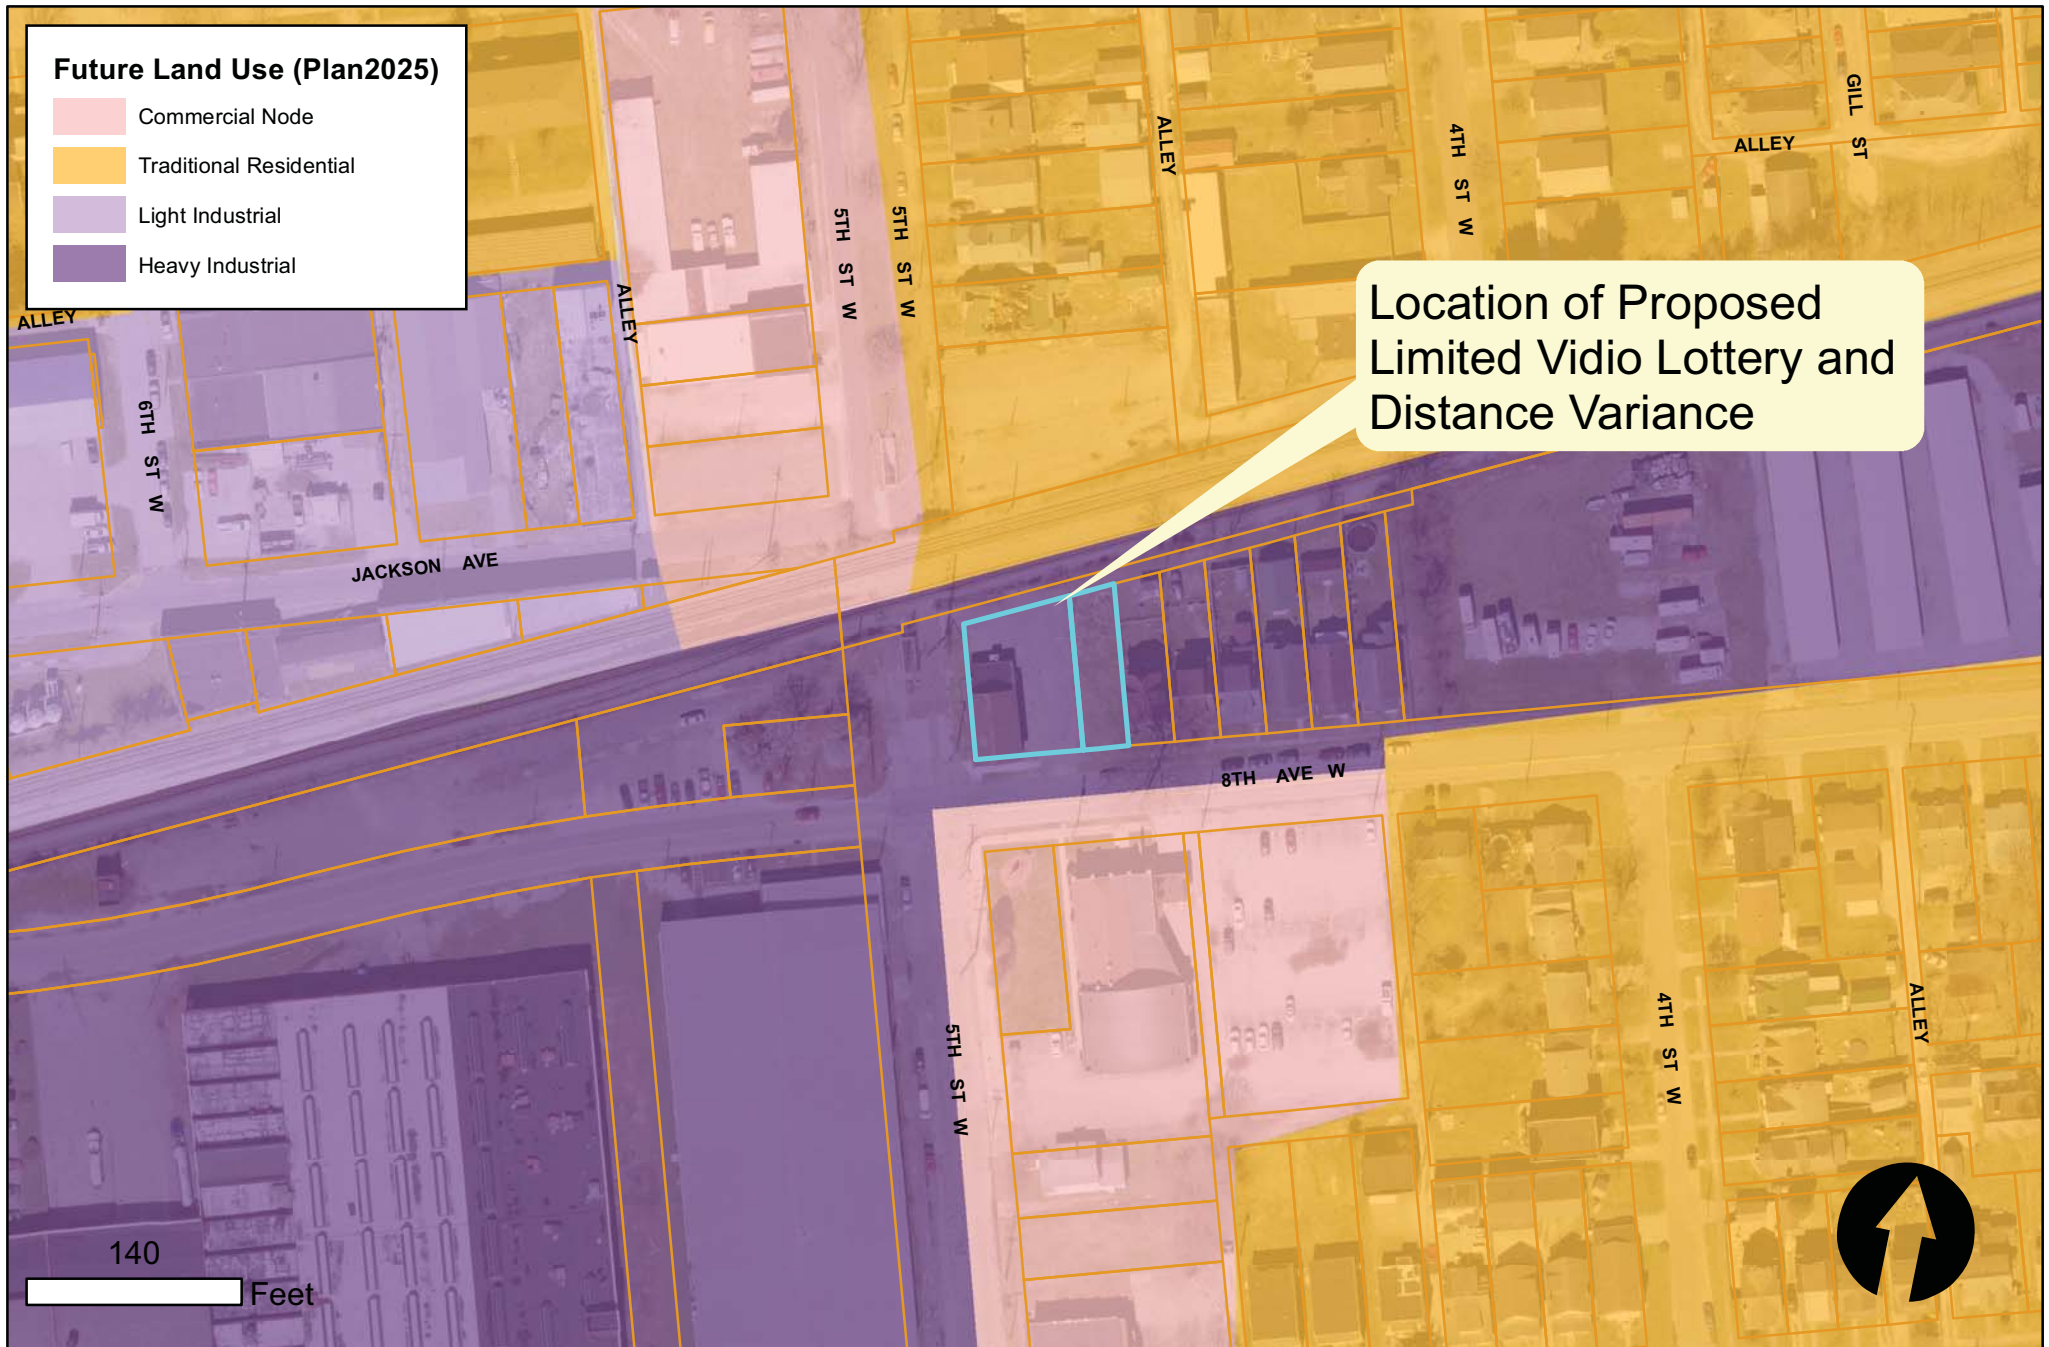 Future Land Use (Plan2025)
Commercial Node
Traditional Residential
Light Industrial
Heavy Industrial
ALLEY
ALLEY
5TH ST W
5TH ST W
ALLEY
4TH ST W
ALLEY
GILL ST
Location of Proposed
Limited Vidio Lottery and
Distance Variance
6TH ST W
JACKSON AVE
8TH AVE W
5TH ST W
4TH ST W
ALLEY
140
Feet